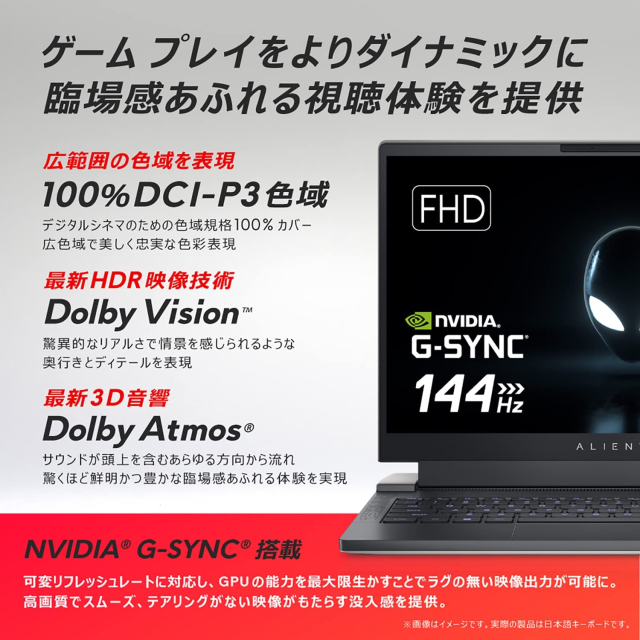 ゲーム プレイをよりダイナミックに
臨場感あふれる視聴体験を提供
広範囲の色域を表現
100%DCI-P3色域
デジタルシネマのための色域規格100% カバー
広色域で美しく忠実な色彩表現
最新HDR映像技術
Dolby Vision™
驚異的なリアルさで情景を感じられるような
奥行きとディテールを表現
最新3D音響
Dolby Atmos®
サウンドが頭上を含むあらゆる方向から流れ
驚くほど鮮明かつ豊かな臨場感あふれる体験を実現
FHD
NVIDIA®
G-SYNC®
144Hz
ALIEN
NVIDIA® G-SYNC® 搭載
可変リフレッシュレートに対応し、GPUの能力を最大限生かすことでラグの無い映像出力が可能に。
高画質でスムーズ、テアリングがない映像がもたらす没入感を提供。
※画像はイメージです。実際の製品は日本語キーボードです。